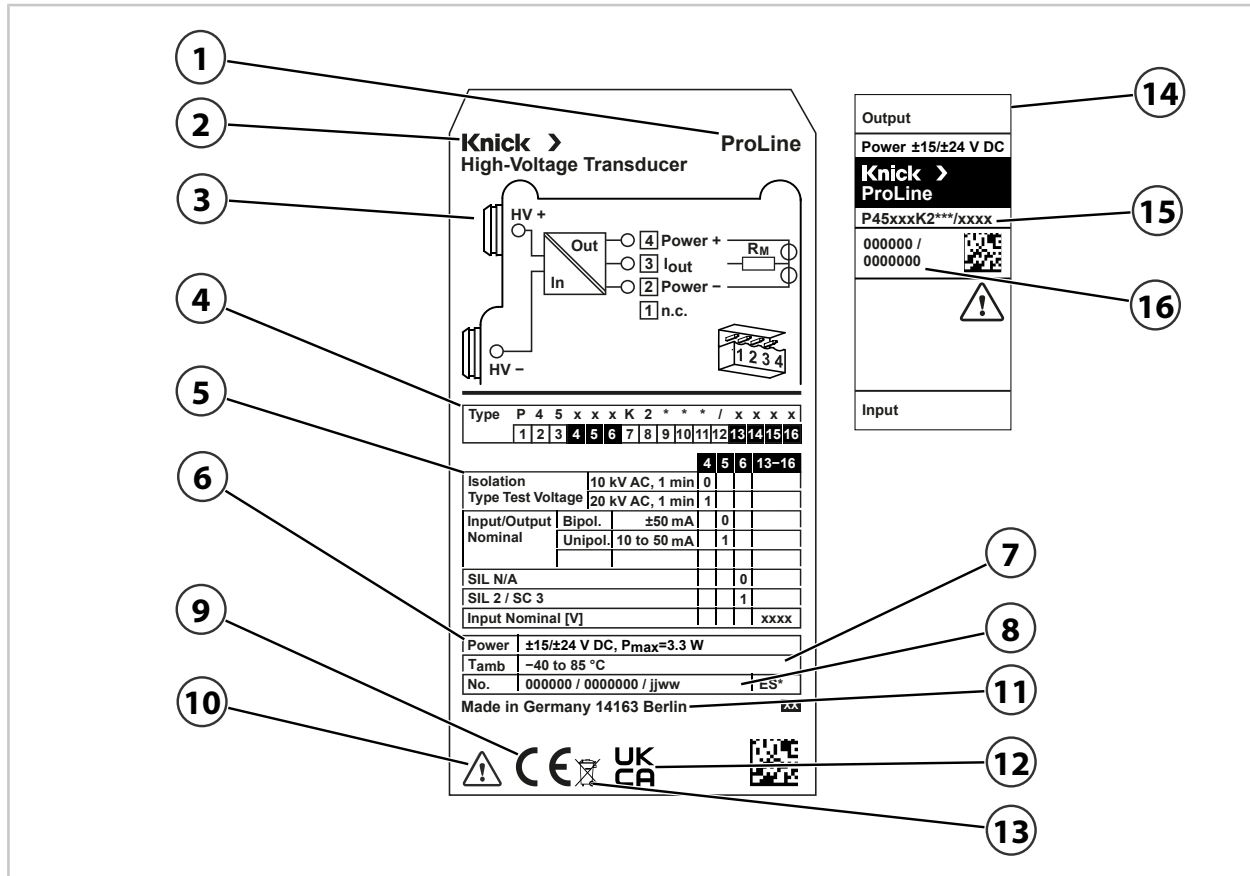 1
2
3
4
5
6
9
10
Knick > ProLine
High-Voltage Transducer
HV +
Out
In
4 Power +
3 Iout
2 Power −
1 n.c.
RM
1 2 3 4
HV −
Type P 4 5 x x x K 2 * * * / x x x x
1 2 3 4 5 6 7 8 9 10 11 12 13 14 15 16
4 5 6 13−16
Isolation 10 kV AC, 1 min 0
Type Test Voltage 20 kV AC, 1 min 1
Input/Output Bipol. ±50 mA 0
Nominal Unipol. 10 to 50 mA 1
SIL N/A 0
SIL 2 / SC 3 1
Input Nominal [V] xxxx
Power ±15/±24 V DC, Pmax=3.3 W
Tamb −40 to 85 °C
No. 000000 / 0000000 / jjww ES*
Made in Germany 14163 Berlin xx
CE
UK
CA
Output
Power ±15/±24 V DC
Knick >
ProLine
P45xxxK2***/xxxx
000000 /
0000000
Input
14
15
16
7
8
11
12
13